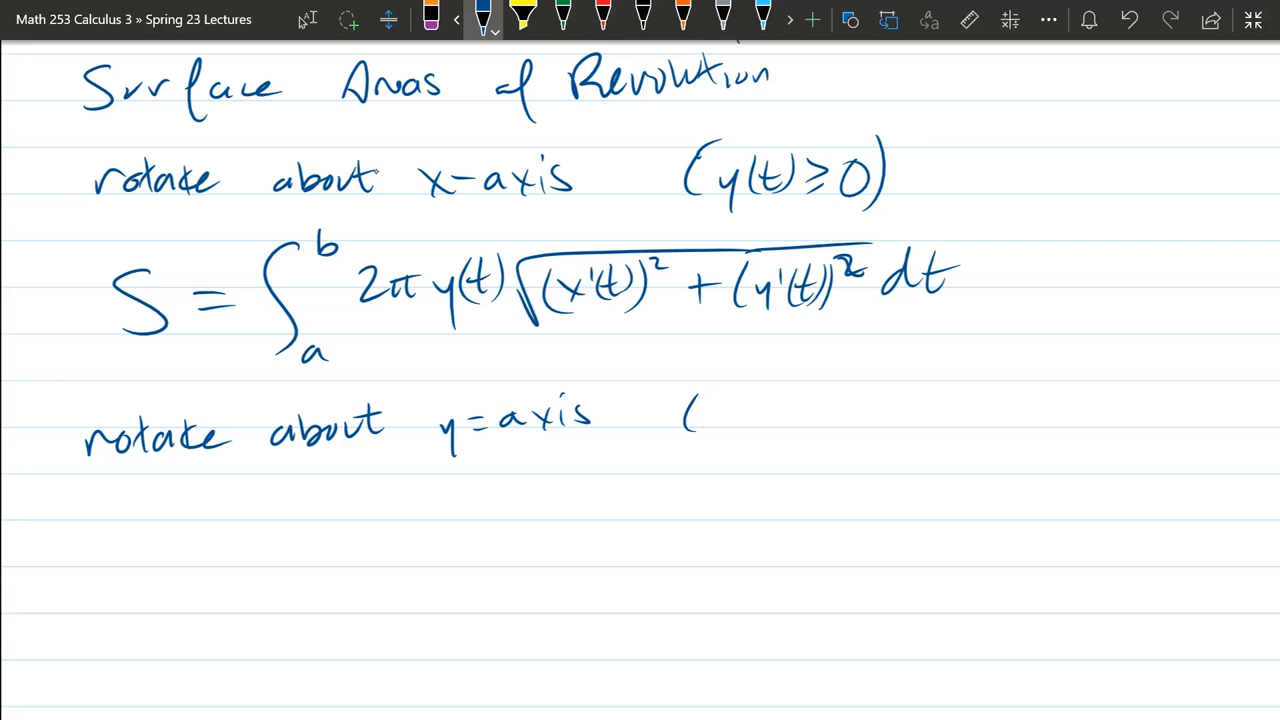 Math 253 Calculus 3 » Spring 23 Lectures
Surface Areas of Revolution
rotate about x-axis (y(t) ≥ 0)
S = ∫_a^b 2π y(t) √((x'(t))² + (y'(t))²) dt
rotate about y=axis (